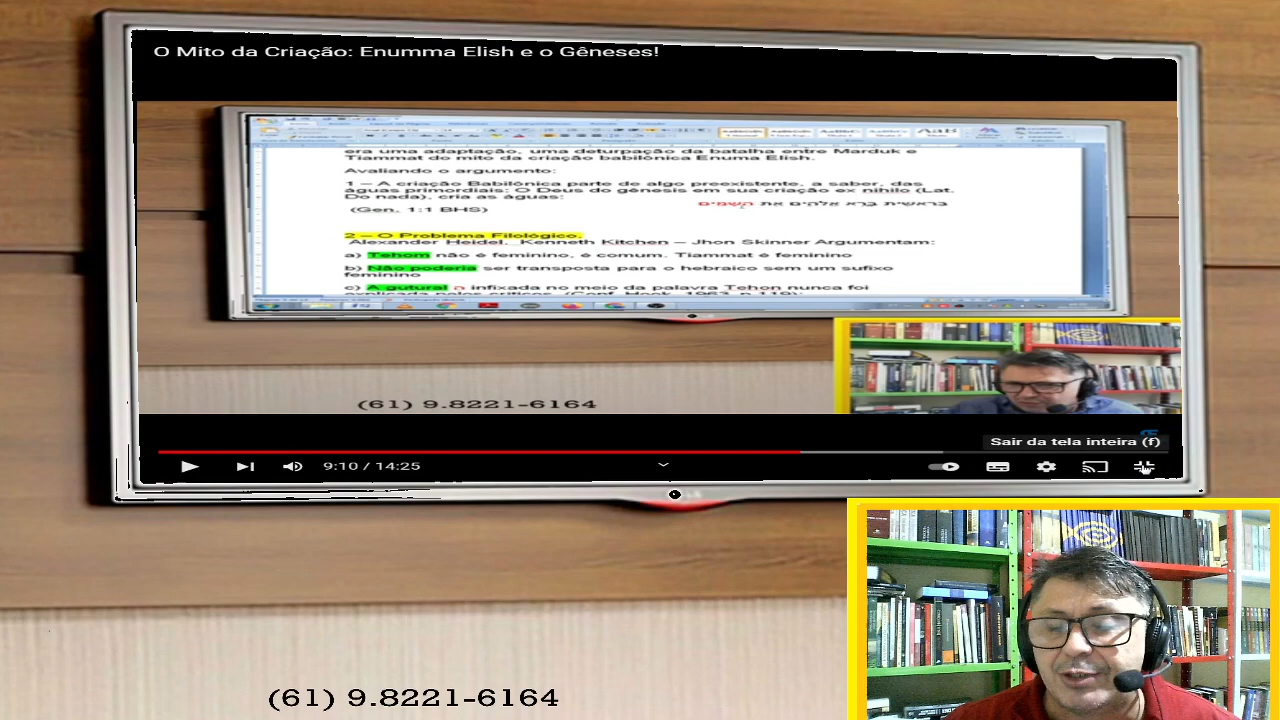 O Mito da Criação: Enumma Elish e o Gêneses!
era uma adaptação, uma deturpação da batalha entre Marduk e
Tiammat do mito da criação babilônica Enuma Elish.
Avaliando o argumento:
1 – A criação Babilônica parte de algo preexistente, a saber, das
águas primordiais: O Deus do gênesis em sua criação ex nihilo (Lat.
Do nada), cria as águas:
בראשית ברא אלהים את השמים
(Gen. 1:1 BHS)
2 – O Problema Filológico.
Alexander Heidel. Kenneth Kitchen – Jhon Skinner Argumentam:
a) Tehom não é feminino, é comum. Tiammat é feminino
b) Não poderia ser transposta para o hebraico sem um sufixo
feminino
c) A gutural ה infixada no meio da palavra Tehon nunca foi
(61) 9.8221-6164
Sair da tela inteira (f)
9:10 / 14:25
(61) 9.8221-6164